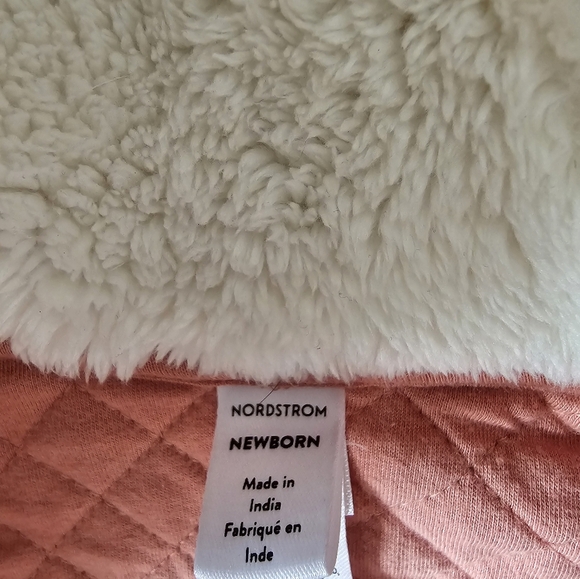 NORDSTROM
NEWBORN
Made in
India
Fabriqué en
Inde